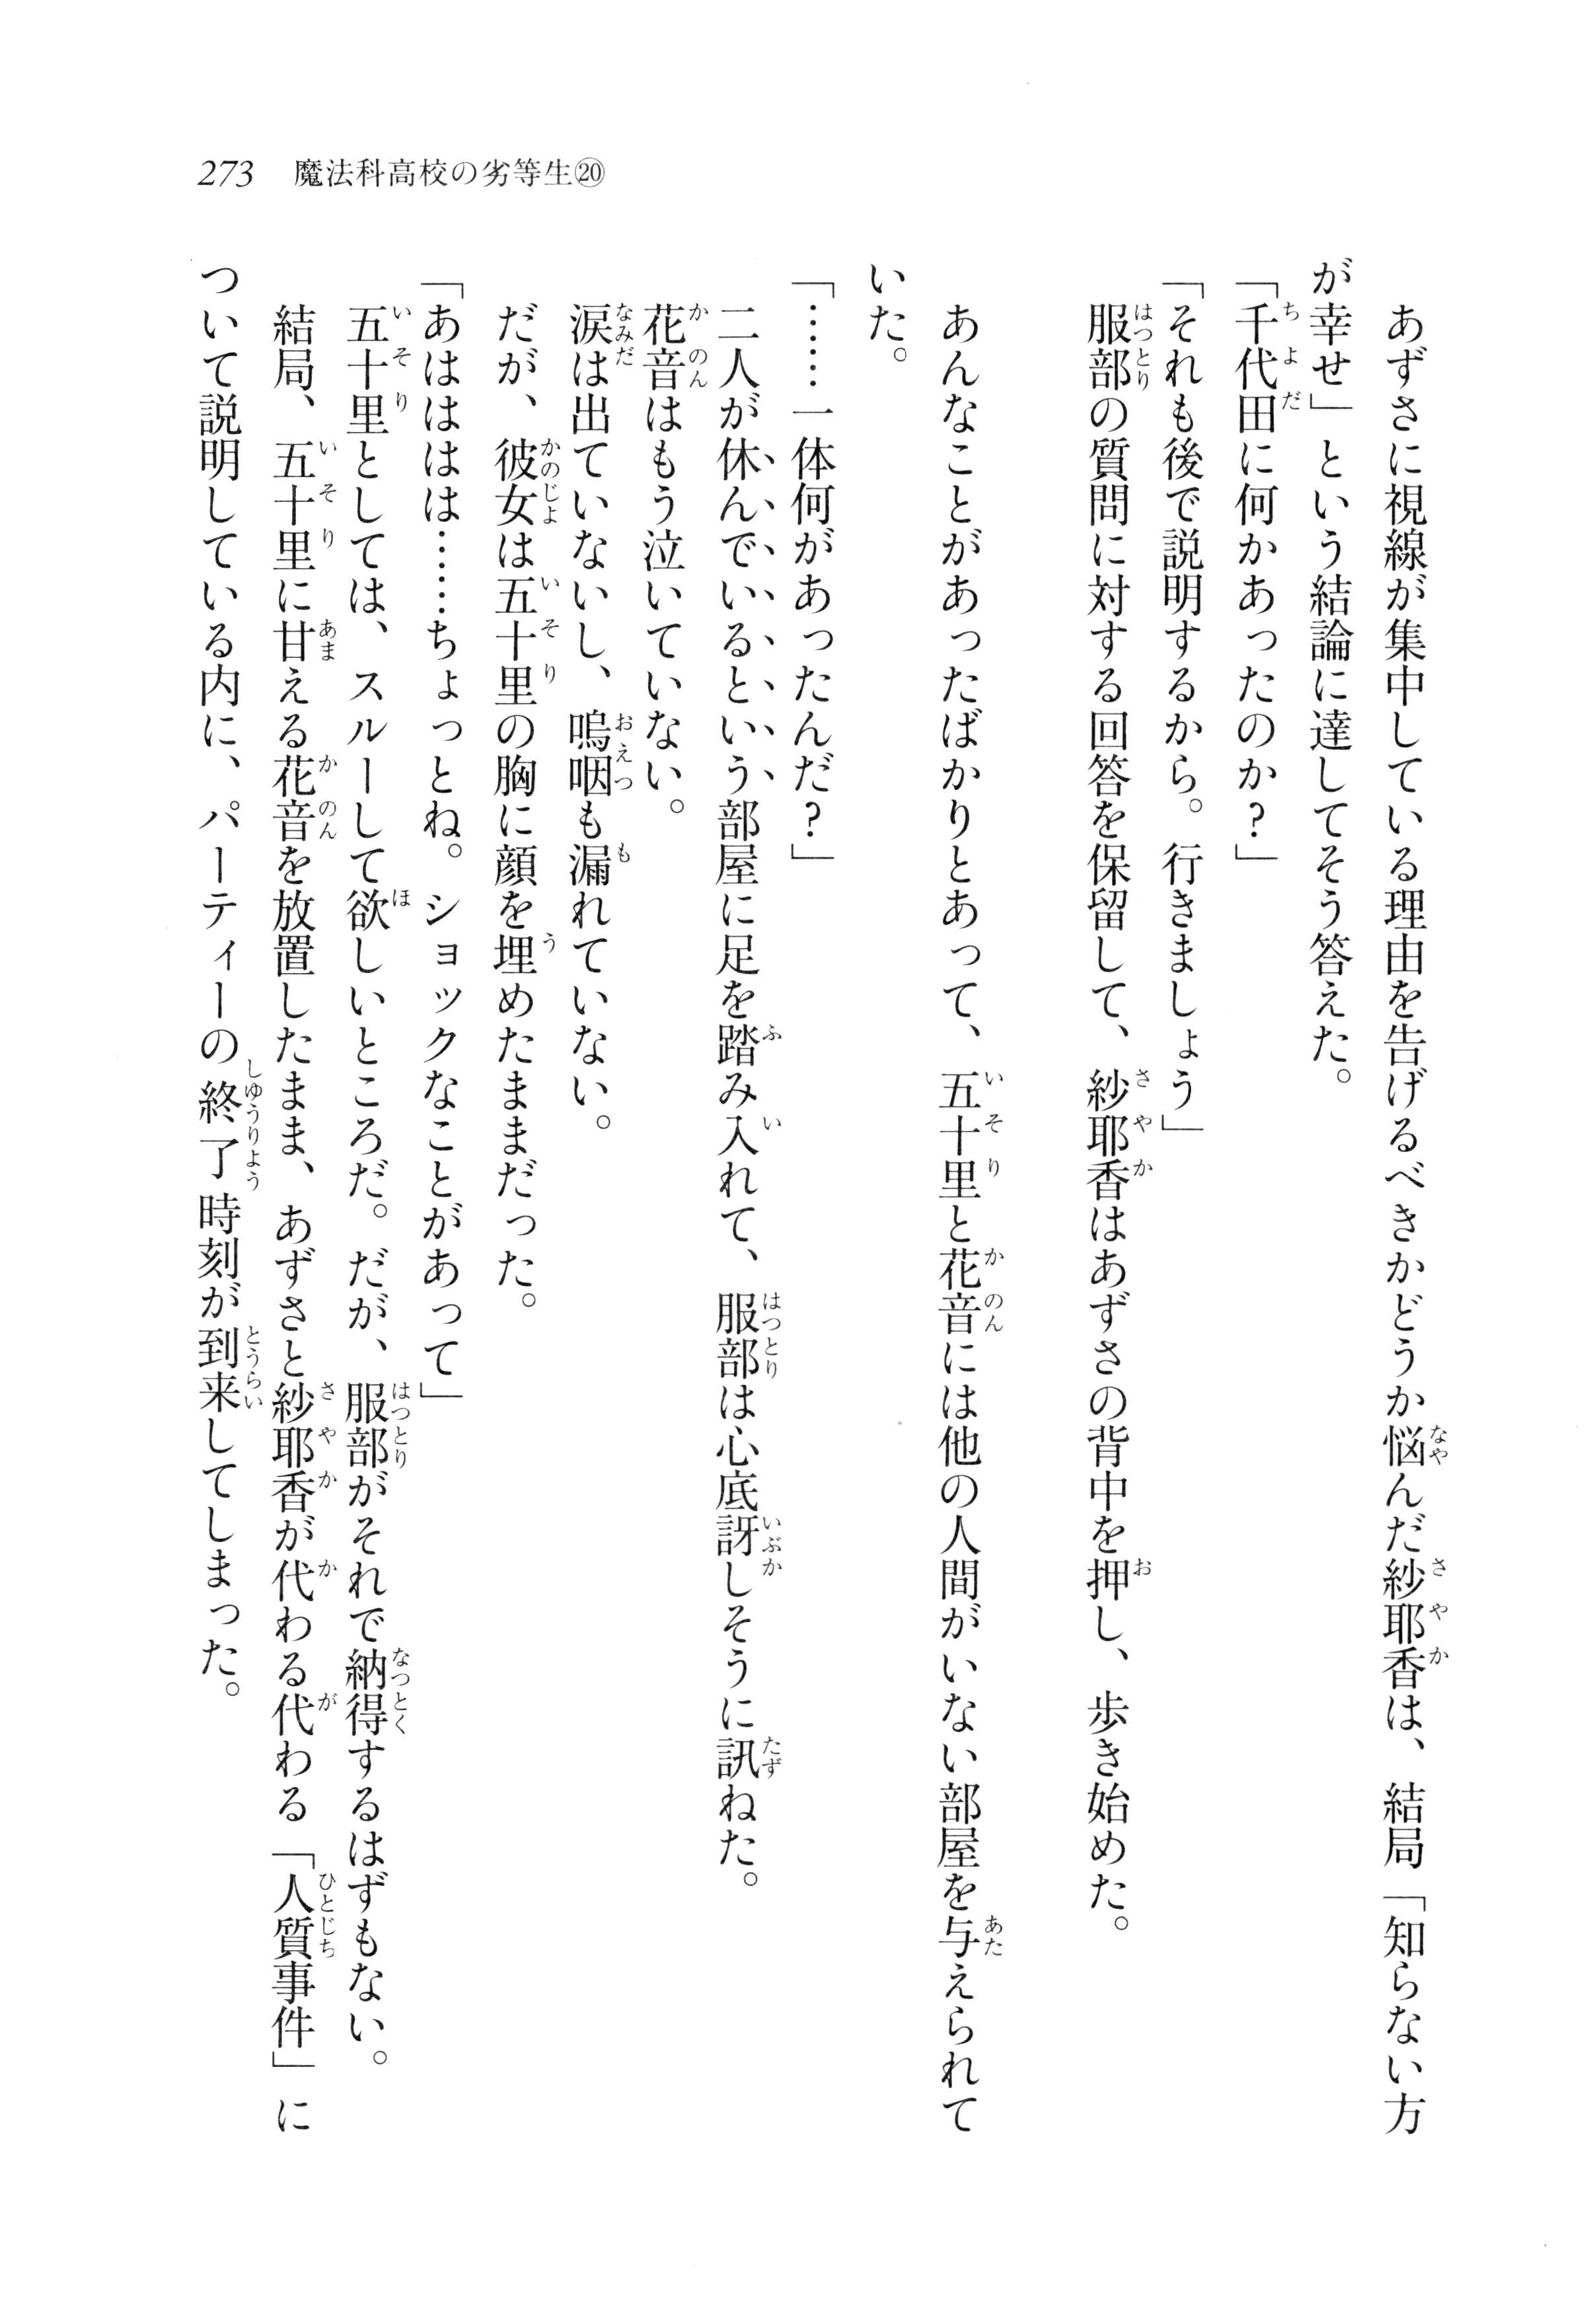 273　魔法科高校の劣等生⑳
　あずさに視線が集中している理由を告げるべきかどうか悩んだ紗耶香は、結局「知らない方
が幸せ」という結論に達してそう答えた。
「千代田に何かあったのか？」
「それも後で説明するから。行きましょう」
　服部の質問に対する回答を保留して、紗耶香はあずさの背中を押し、歩き始めた。
　あんなことがあったばかりとあって、五十里と花音には他の人間がいない部屋を与えられて
いた。
「……一体何があったんだ？」
　二人が休んでいるという部屋に足を踏み入れて、服部は心底訝しそうに訊ねた。
　花音はもう泣いていない。
　涙は出ていないし、嗚咽も漏れていない。
　だが、彼女は五十里の胸に顔を埋めたままだった。
「あはははは……ちょっとね。ショックなことがあって」
　五十里としては、スルーして欲しいところだ。だが、服部がそれで納得するはずもない。
　結局、五十里に甘える花音を放置したまま、あずさと紗耶香が代わる代わる「人質事件」に
ついて説明している内に、パーティーの終了時刻が到来してしまった。